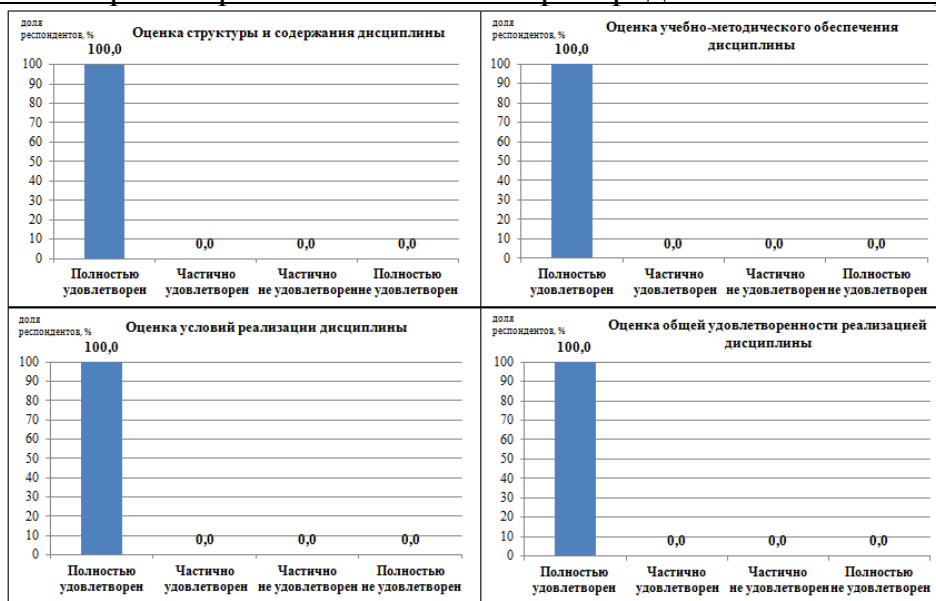 доля
респондентов, %
Оценка структуры и содержания дисциплины
100,0
100
90
80
70
60
50
40
30
20
10
0
0,0 0,0 0,0
Полностью Частично Частично Полностью
удовлетворен удовлетворен не удовлетворен не удовлетворен
доля
респондентов, %
Оценка учебно-методического обеспечения
дисциплины
100,0
100
90
80
70
60
50
40
30
20
10
0
0,0 0,0 0,0
Полностью Частично Частично Полностью
удовлетворен удовлетворен не удовлетворен не удовлетворен
доля
респондентов, %
Оценка условий реализации дисциплины
100,0
100
90
80
70
60
50
40
30
20
10
0
0,0 0,0 0,0
Полностью Частично Частично Полностью
удовлетворен удовлетворен не удовлетворен не удовлетворен
доля
респондентов, %
Оценка общей удовлетворенности реализацией
дисциплины
100,0
100
90
80
70
60
50
40
30
20
10
0
0,0 0,0 0,0
Полностью Частично Частично Полностью
удовлетворен удовлетворен не удовлетворен не удовлетворен